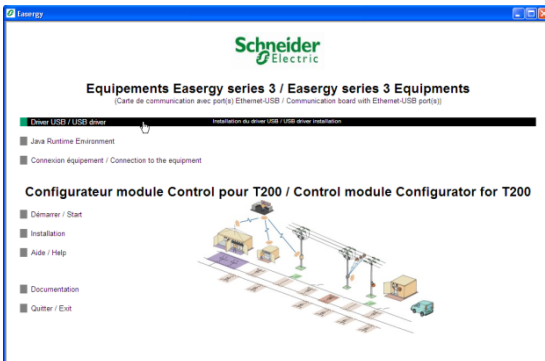 Easergy
Schneider
Electric
Equipements Easergy series 3 / Easergy series 3 Equipments
(Carte de communication avec port(s) Ethernet-USB / Communication board with Ethernet-USB port(s))
Driver USB / USB driver Installation du driver USB / USB driver installation
Java Runtime Environment
Connexion équipement / Connection to the equipment
Configurateur module Control pour T200 / Control module Configurator for T200
Démarrer / Start
Installation
Aide / Help
Documentation
Quitter / Exit